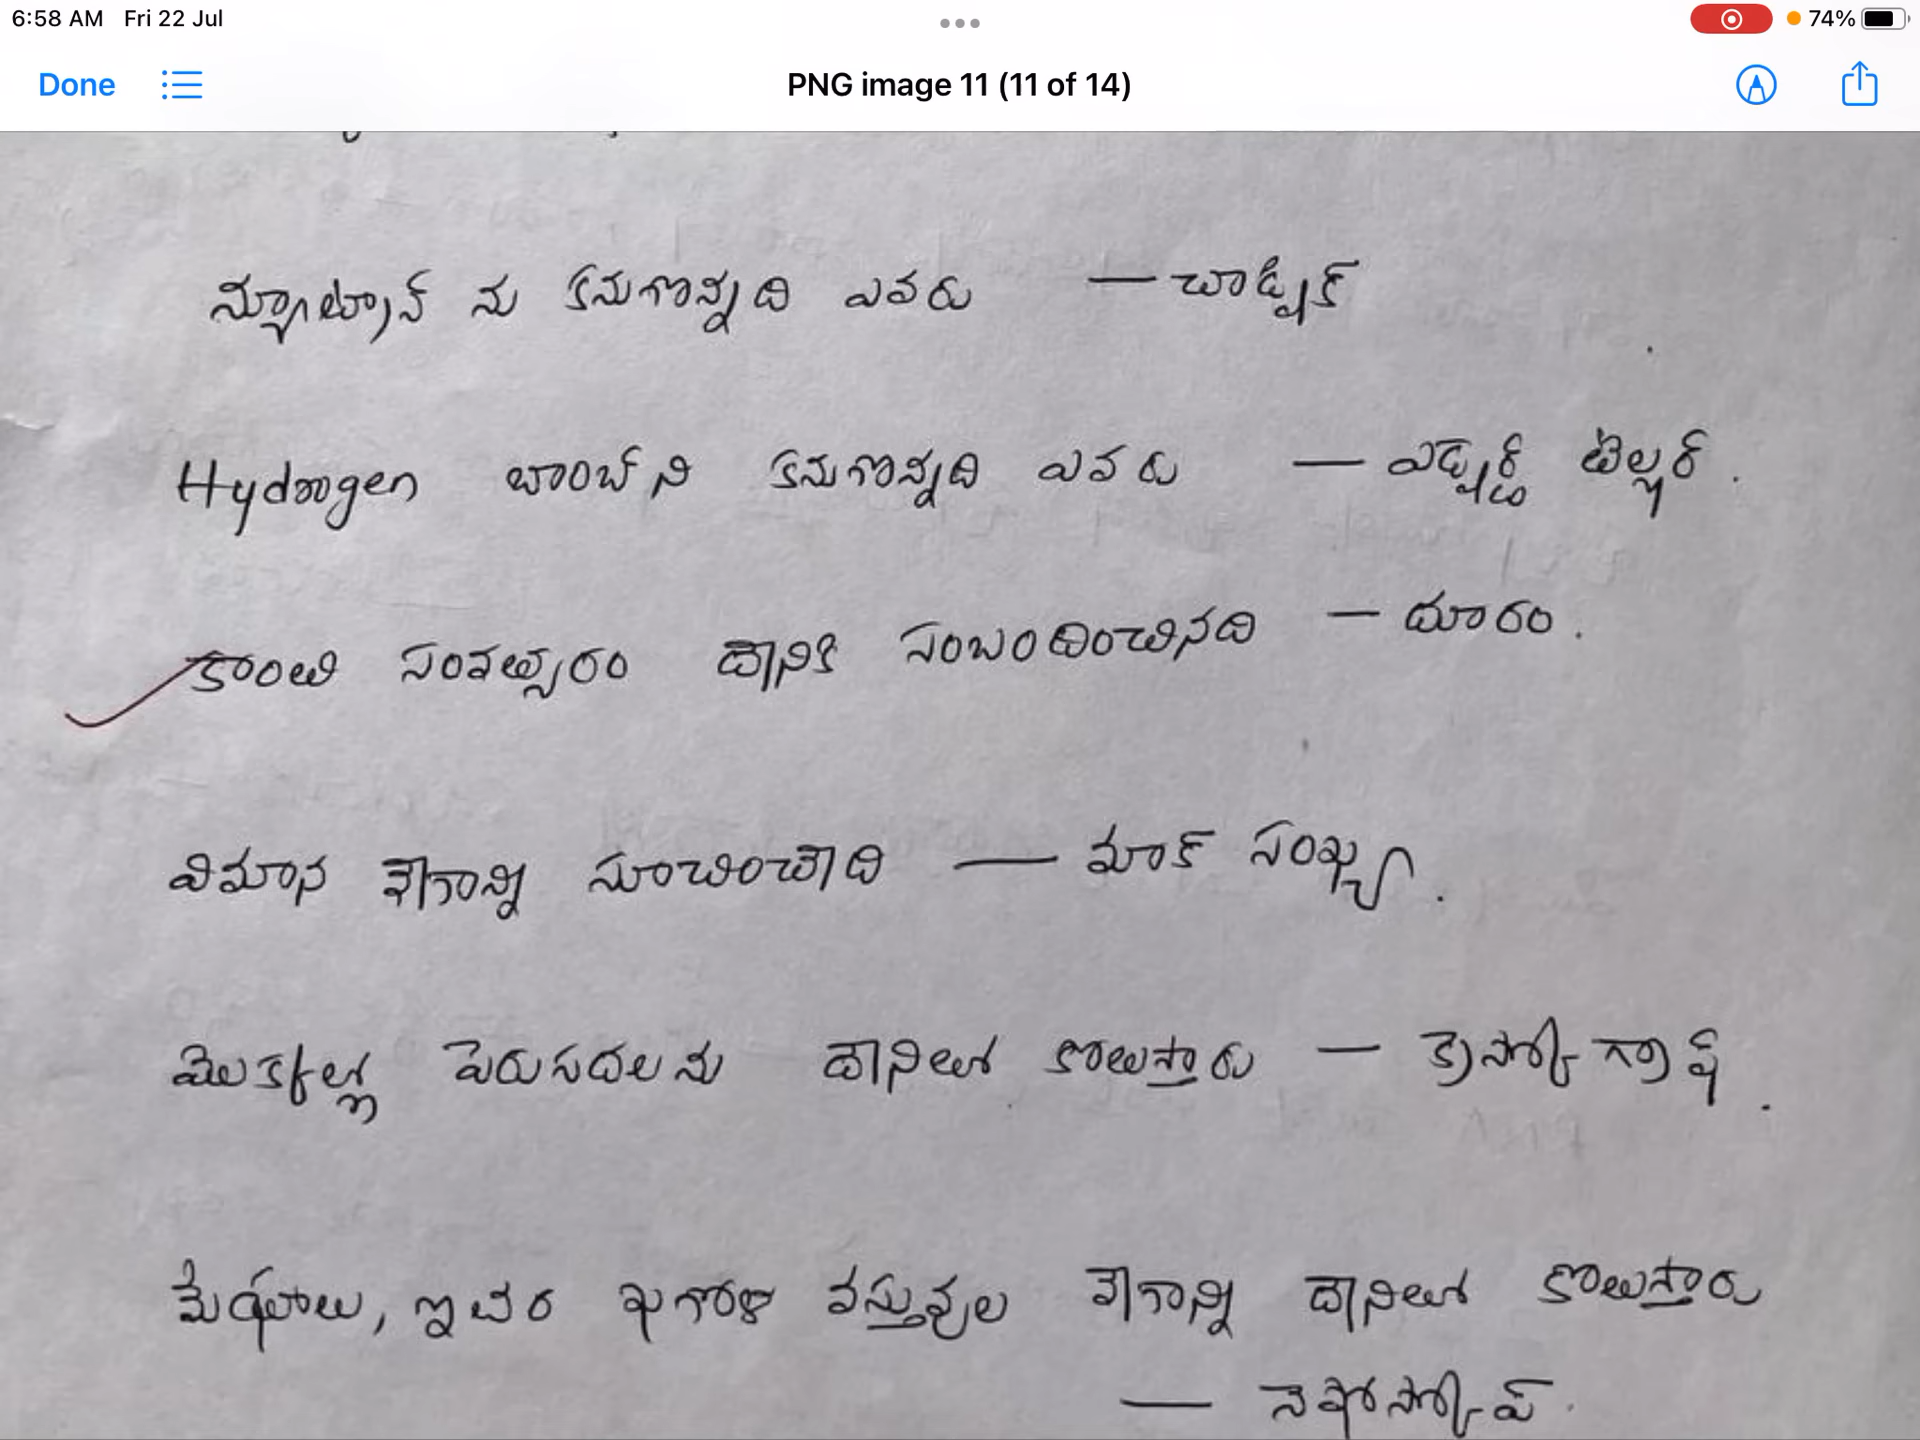 6:58 AM Fri 22 Jul
74%
Done
PNG image 11 (11 of 14)
న్యూట్రాన్ ను కనుగొన్నది ఎవరు — చాడ్విక్
Hydrogen బాంబ్ ని కనుగొన్నది ఎవరు — ఎడ్వర్డ్ టెల్లర్.
కాంతి సంవత్సరం దానికి సంబంధించినది — దూరం.
విమాన వేగాన్ని సూచించేది — మాక్ సంఖ్య.
మొక్కల్లో పెరుగుదలను దేనితో కొలుస్తారు — క్రెస్కోగ్రాఫ్.
మేఘాలు, ఇతర ఖగోళ వస్తువుల వేగాన్ని దేనితో కొలుస్తారు
— నెఫోస్కోప్.